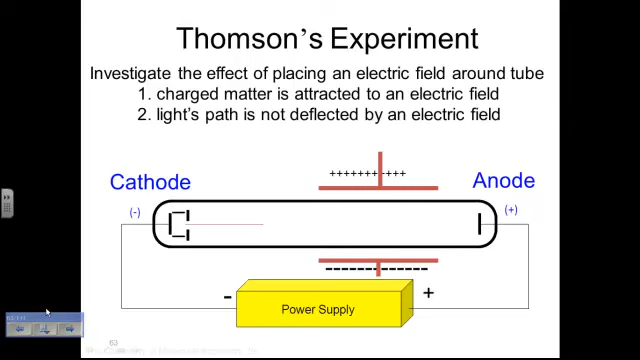 Thomson's Experiment
Investigate the effect of placing an electric field around tube
1. charged matter is attracted to an electric field
2. light's path is not deflected by an electric field
+++++++++++
Cathode
Anode
(-)
(+)
-------------
-
Power Supply
+
63